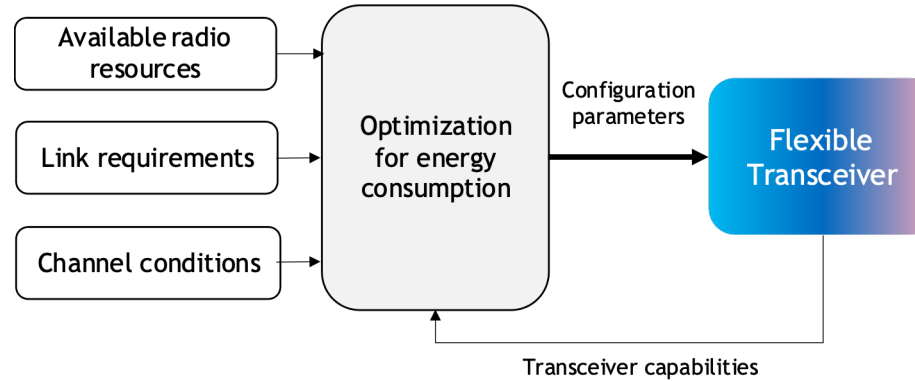 Available radio
resources
Link requirements
Channel conditions
Optimization
for energy
consumption
Configuration
parameters
Flexible
Transceiver
Transceiver capabilities